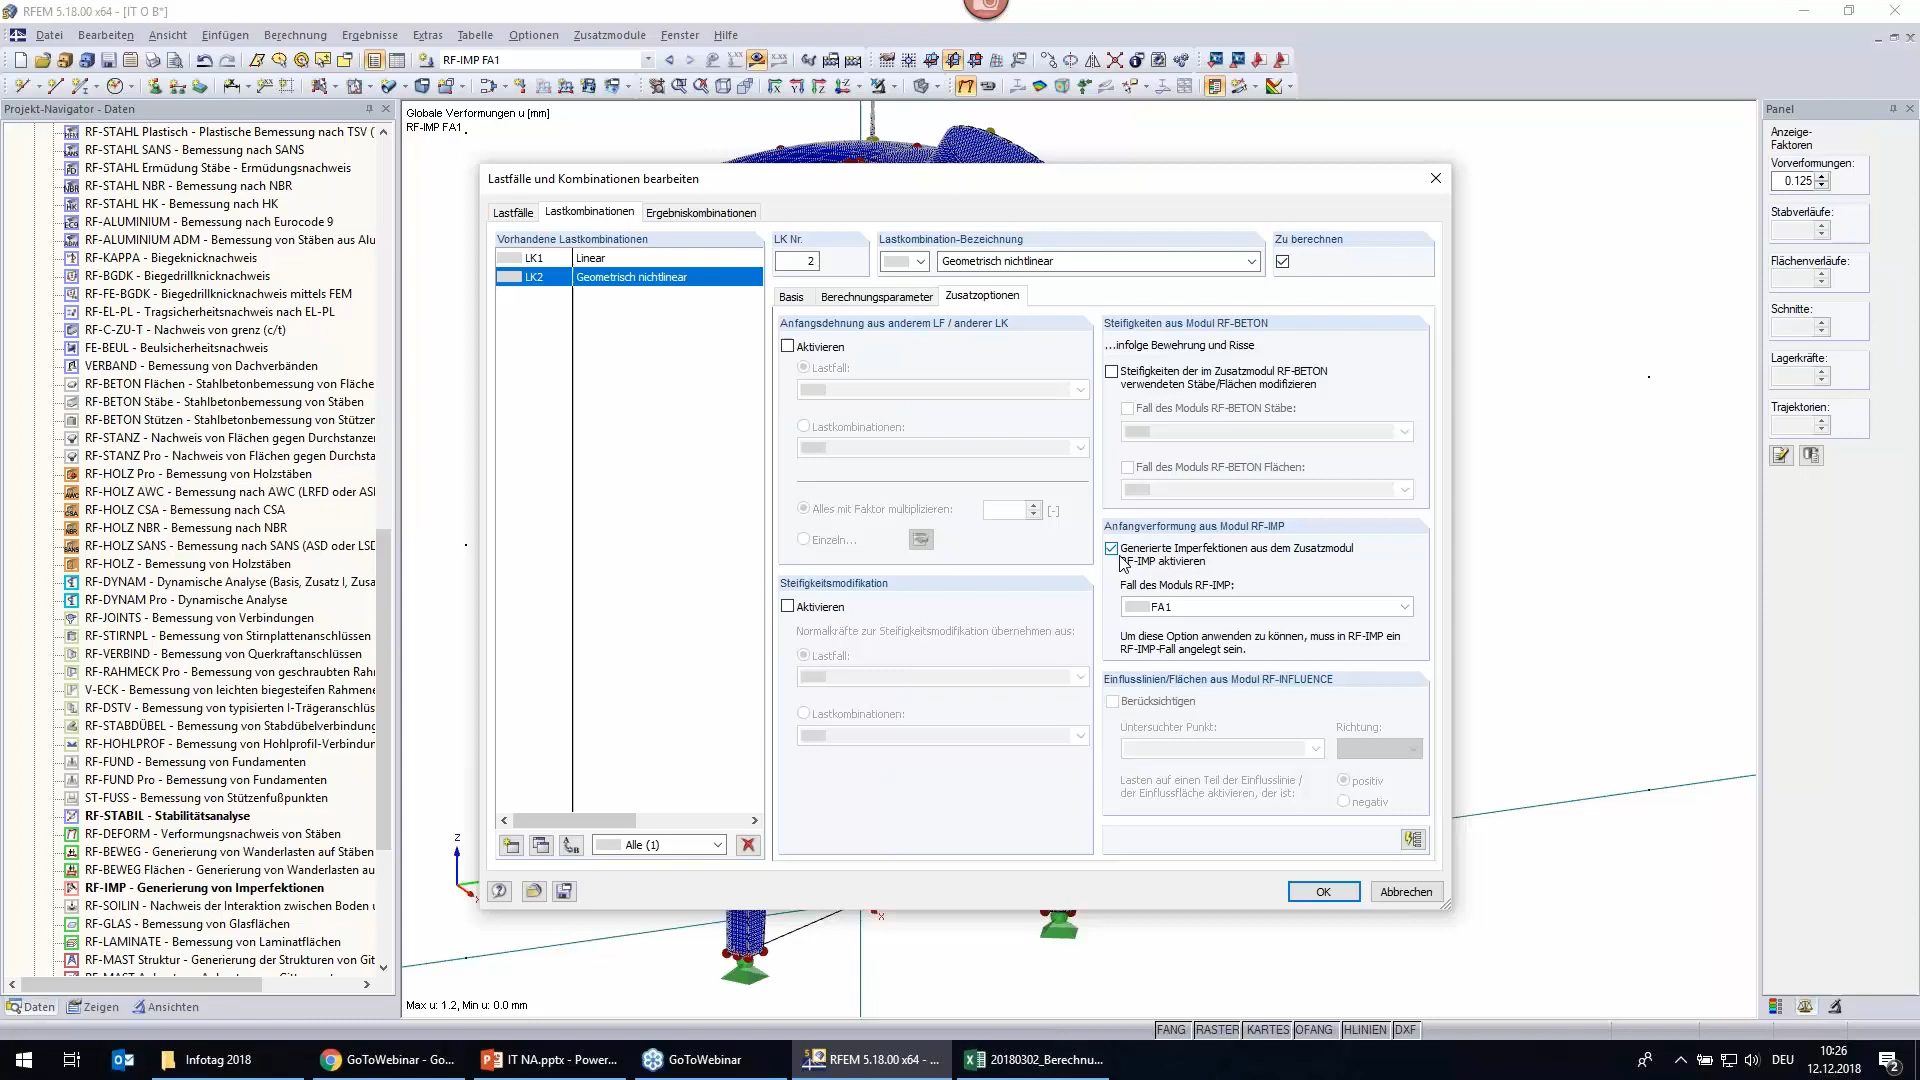 RFEM 5.18.00 x64 - [IT O B*]
Datei Bearbeiten Ansicht Einfügen Berechnung Ergebnisse Extras Tabelle Optionen Zusatzmodule Fenster Hilfe
RF-IMP FA1
Projekt-Navigator - Daten
RF-STAHL Plastisch - Plastische Bemessung nach TSV (
RF-STAHL SANS - Bemessung nach SANS
RF-STAHL Ermüdung Stäbe - Ermüdungsnachweis
RF-STAHL NBR - Bemessung nach NBR
RF-STAHL HK - Bemessung nach HK
RF-ALUMINIUM - Bemessung nach Eurocode 9
RF-ALUMINIUM ADM - Bemessung von Stäben aus Alu
RF-KAPPA - Biegeknicknachweis
RF-BGDK - Biegedrillknicknachweis
RF-FE-BGDK - Biegedrillknicknachweis mittels FEM
RF-EL-PL - Tragsicherheitsnachweis nach EL-PL
RF-C-ZU-T - Nachweis von grenz (c/t)
FE-BEUL - Beulsicherheitsnachweis
VERBAND - Bemessung von Dachverbänden
RF-BETON Flächen - Stahlbetonbemessung von Fläche
RF-BETON Stäbe - Stahlbetonbemessung von Stäben
RF-BETON Stützen - Stahlbetonbemessung von Stützen
RF-STANZ - Nachweis von Flächen gegen Durchstanzen
RF-STANZ Pro - Nachweis von Flächen gegen Durchsta
RF-HOLZ Pro - Bemessung von Holzstäben
RF-HOLZ AWC - Bemessung nach AWC (LRFD oder ASI
RF-HOLZ CSA - Bemessung nach CSA
RF-HOLZ NBR - Bemessung nach NBR
RF-HOLZ SANS - Bemessung nach SANS (ASD oder LSD
RF-HOLZ - Bemessung von Holzstäben
RF-DYNAM - Dynamische Analyse (Basis, Zusatz I, Zusa
RF-DYNAM Pro - Dynamische Analyse
RF-JOINTS - Bemessung von Verbindungen
RF-STIRNPL - Bemessung von Stirnplattenanschlüssen
RF-VERBIND - Bemessung von Querkraftanschlüssen
RF-RAHMECK Pro - Bemessung von geschraubten Rahr
V-ECK - Bemessung von leichten biegesteifen Rahmene
RF-DSTV - Bemessung von typisierten I-Trägeranschlüs
RF-STABDÜBEL - Bemessung von Stabdübelverbindung
RF-HOHLPROF - Bemessung von Hohlprofil-Verbindur
RF-FUND - Bemessung von Fundamenten
RF-FUND Pro - Bemessung von Fundamenten
ST-FUSS - Bemessung von Stützenfußpunkten
RF-STABIL - Stabilitätsanalyse
RF-DEFORM - Verformungsnachweis von Stäben
RF-BEWEG - Generierung von Wanderlasten auf Stäben
RF-BEWEG Flächen - Generierung von Wanderlasten au
RF-IMP - Generierung von Imperfektionen
RF-SOILIN - Nachweis der Interaktion zwischen Boden u
RF-GLAS - Bemessung von Glasflächen
RF-LAMINATE - Bemessung von Laminatflächen
RF-MAST Struktur - Generierung der Strukturen von Git
Daten Zeigen Ansichten
Globale Verformungen u [mm]
RF-IMP FA1
Z
X
Max u: 1.2, Min u: 0.0 mm
Lastfälle und Kombinationen bearbeiten
Lastfälle Lastkombinationen Ergebniskombinationen
Vorhandene Lastkombinationen
LK1 Linear
LK2 Geometrisch nichtlinear
Alle (1)
LK Nr.
2
Lastkombination-Bezeichnung
Geometrisch nichtlinear
Zu berechnen
Basis Berechnungsparameter Zusatzoptionen
Anfangsdehnung aus anderem LF / anderer LK
Aktivieren
Lastfall:
Lastkombinationen:
Alles mit Faktor multiplizieren: [-]
Einzeln...
Steifigkeitsmodifikation
Aktivieren
Normalkräfte zur Steifigkeitsmodifikation übernehmen aus:
Lastfall:
Lastkombinationen:
Steifigkeiten aus Modul RF-BETON
...infolge Bewehrung und Risse
Steifigkeiten der im Zusatzmodul RF-BETON
verwendeten Stäbe/Flächen modifizieren
Fall des Moduls RF-BETON Stäbe:
Fall des Moduls RF-BETON Flächen:
Anfangverformung aus Modul RF-IMP
Generierte Imperfektionen aus dem Zusatzmodul
RF-IMP aktivieren
Fall des Moduls RF-IMP:
FA1
Um diese Option anwenden zu können, muss in RF-IMP ein
RF-IMP-Fall angelegt sein.
Einflusslinien/Flächen aus Modul RF-INFLUENCE
Berücksichtigen
Untersuchter Punkt: Richtung:
Lasten auf einen Teil der Einflusslinie /
der Einflussfläche aktivieren, der ist:
positiv
negativ
OK Abbrechen
Panel
Anzeige-
Faktoren
Vorverformungen:
0.125
Stabverläufe:
Flächenverläufe:
Schnitte:
Lagerkräfte:
Trajektorien:
FANG RASTER KARTES OFANG HLINIEN DXF
Infotag 2018
GoToWebinar - Go...
IT NA.pptx - Power...
GoToWebinar
RFEM 5.18.00 x64 - ...
20180302_Berechnu...
DEU
10:26
12.12.2018
2